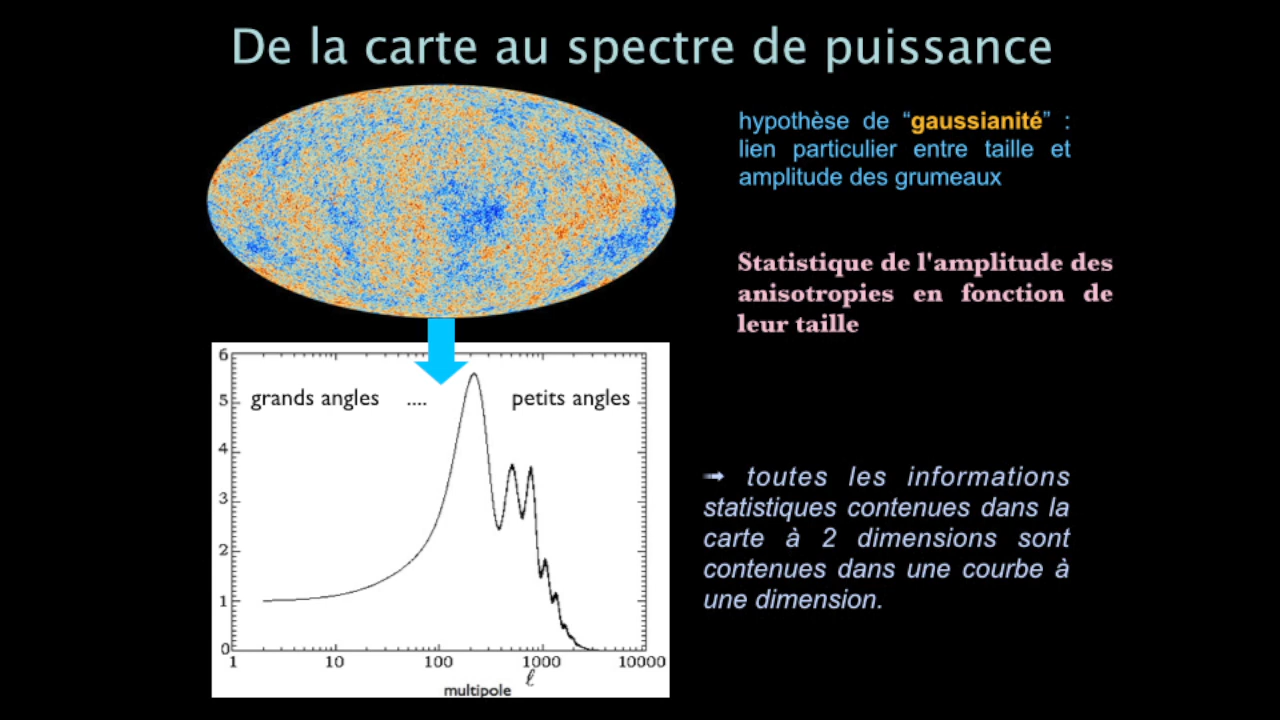 De la carte au spectre de puissance
hypothèse de “gaussianité” :
lien particulier entre taille et
amplitude des grumeaux
Statistique de l'amplitude des
anisotropies en fonction de
leur taille
6
5
4
3
2
1
0
grands angles .... petits angles
1 10 100 1000 10000
multipole ℓ
➟ toutes les informations
statistiques contenues dans la
carte à 2 dimensions sont
contenues dans une courbe à
une dimension.